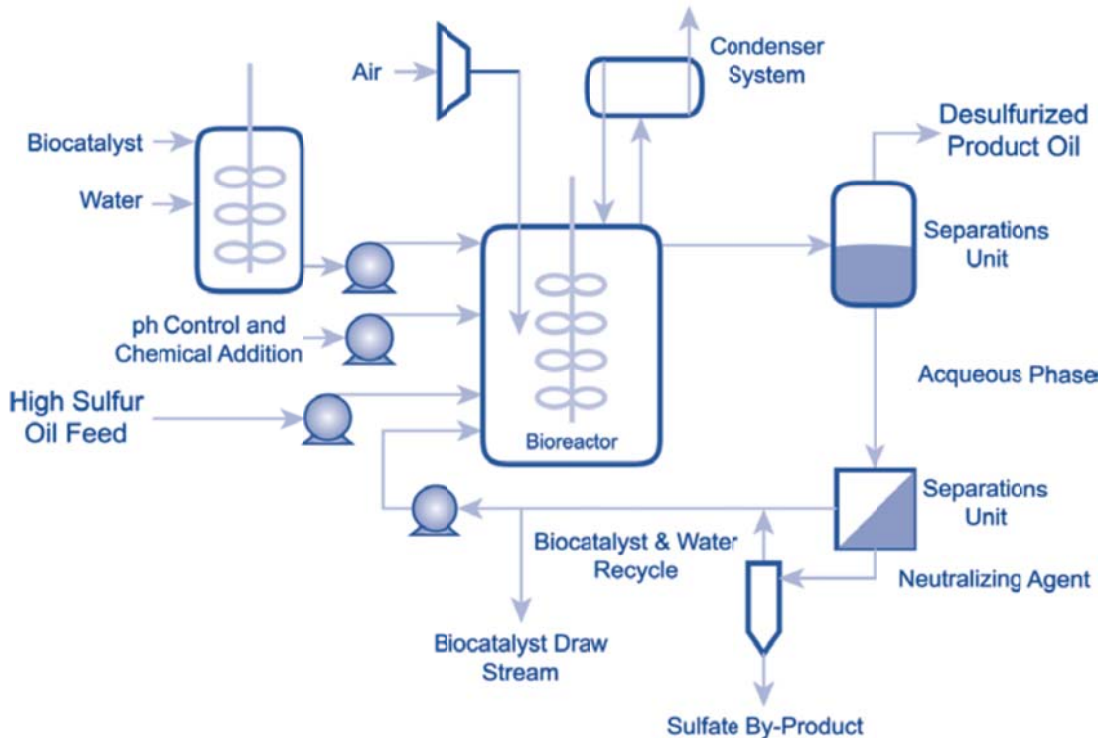 Condenser
System
Air
Desulfurized
Product Oil
Biocatalyst
Water
Separations
Unit
ph Control and
Chemical Addition
Acqueous Phase
High Sulfur
Oil Feed
Bioreactor
Separations
Unit
Biocatalyst & Water
Recycle
Neutralizing Agent
Biocatalyst Draw
Stream
Sulfate By-Product